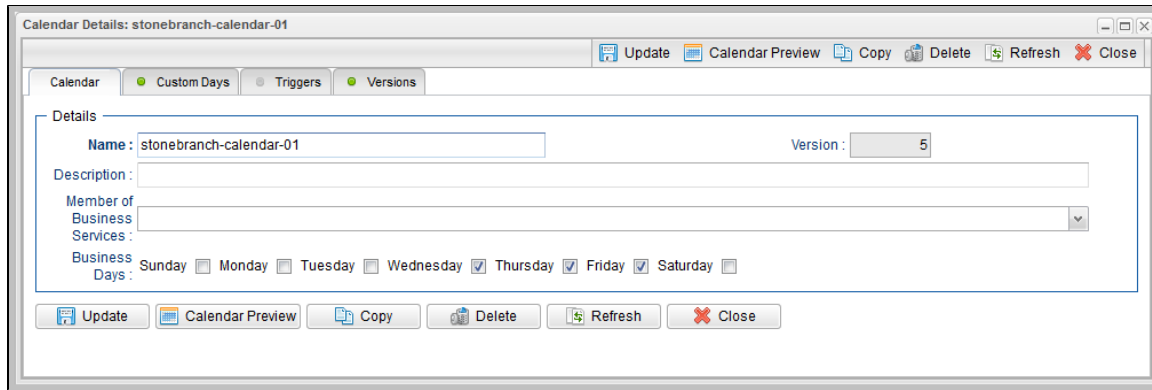 Calendar Details: stonebranch-calendar-01
Update Calendar Preview Copy Delete Refresh Close
Calendar Custom Days Triggers Versions
Details
Name : stonebranch-calendar-01 Version : 5
Description :
Member of
Business
Services :
Business
Days :
Sunday Monday Tuesday Wednesday Thursday Friday Saturday
Update Calendar Preview Copy Delete Refresh Close